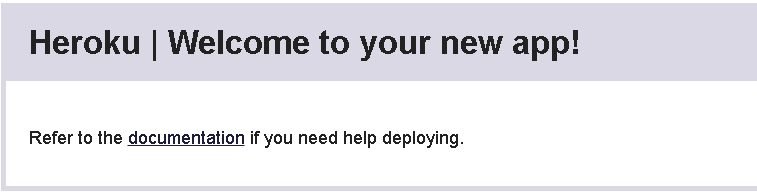 Heroku | Welcome to your new app!
Refer to the documentation if you need help deploying.